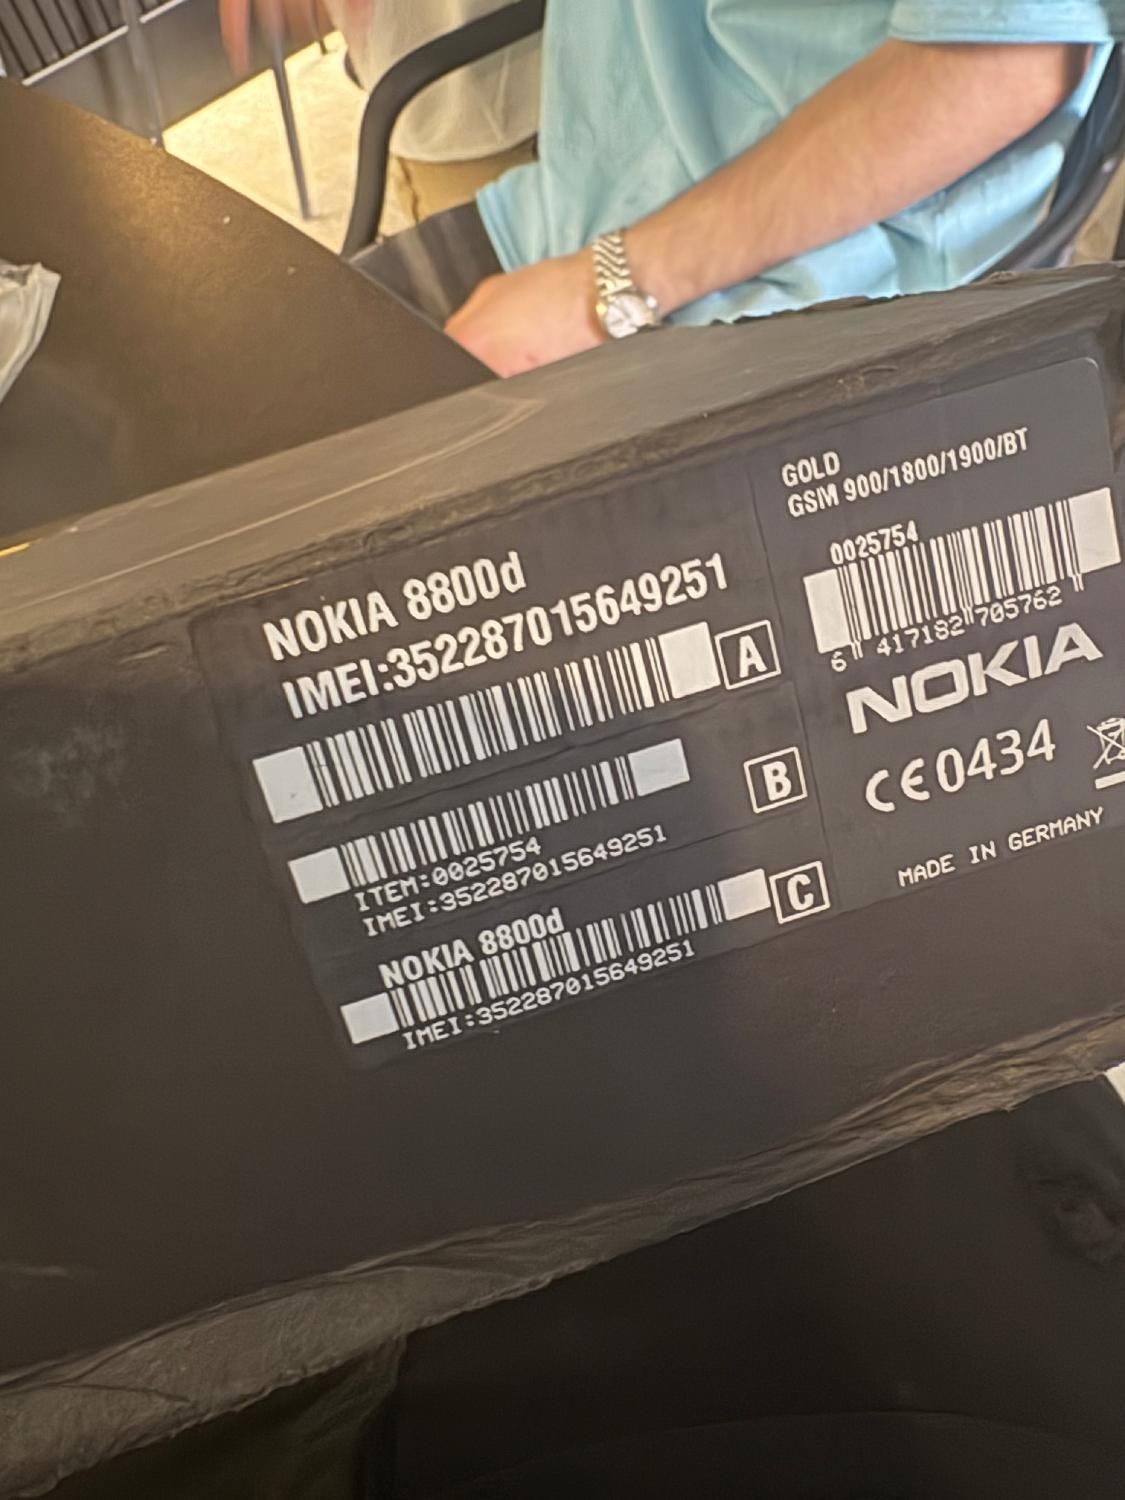 NOKIA 8800d
IMEI:352287015649251
A
B
ITEM:0025754
IMEI:352287015649251
NOKIA 8800d
C
IMEI:352287015649251
GOLD
GSM 900/1800/1900/BT
0025754
6 417182 705762
NOKIA
CE0434
MADE IN GERMANY